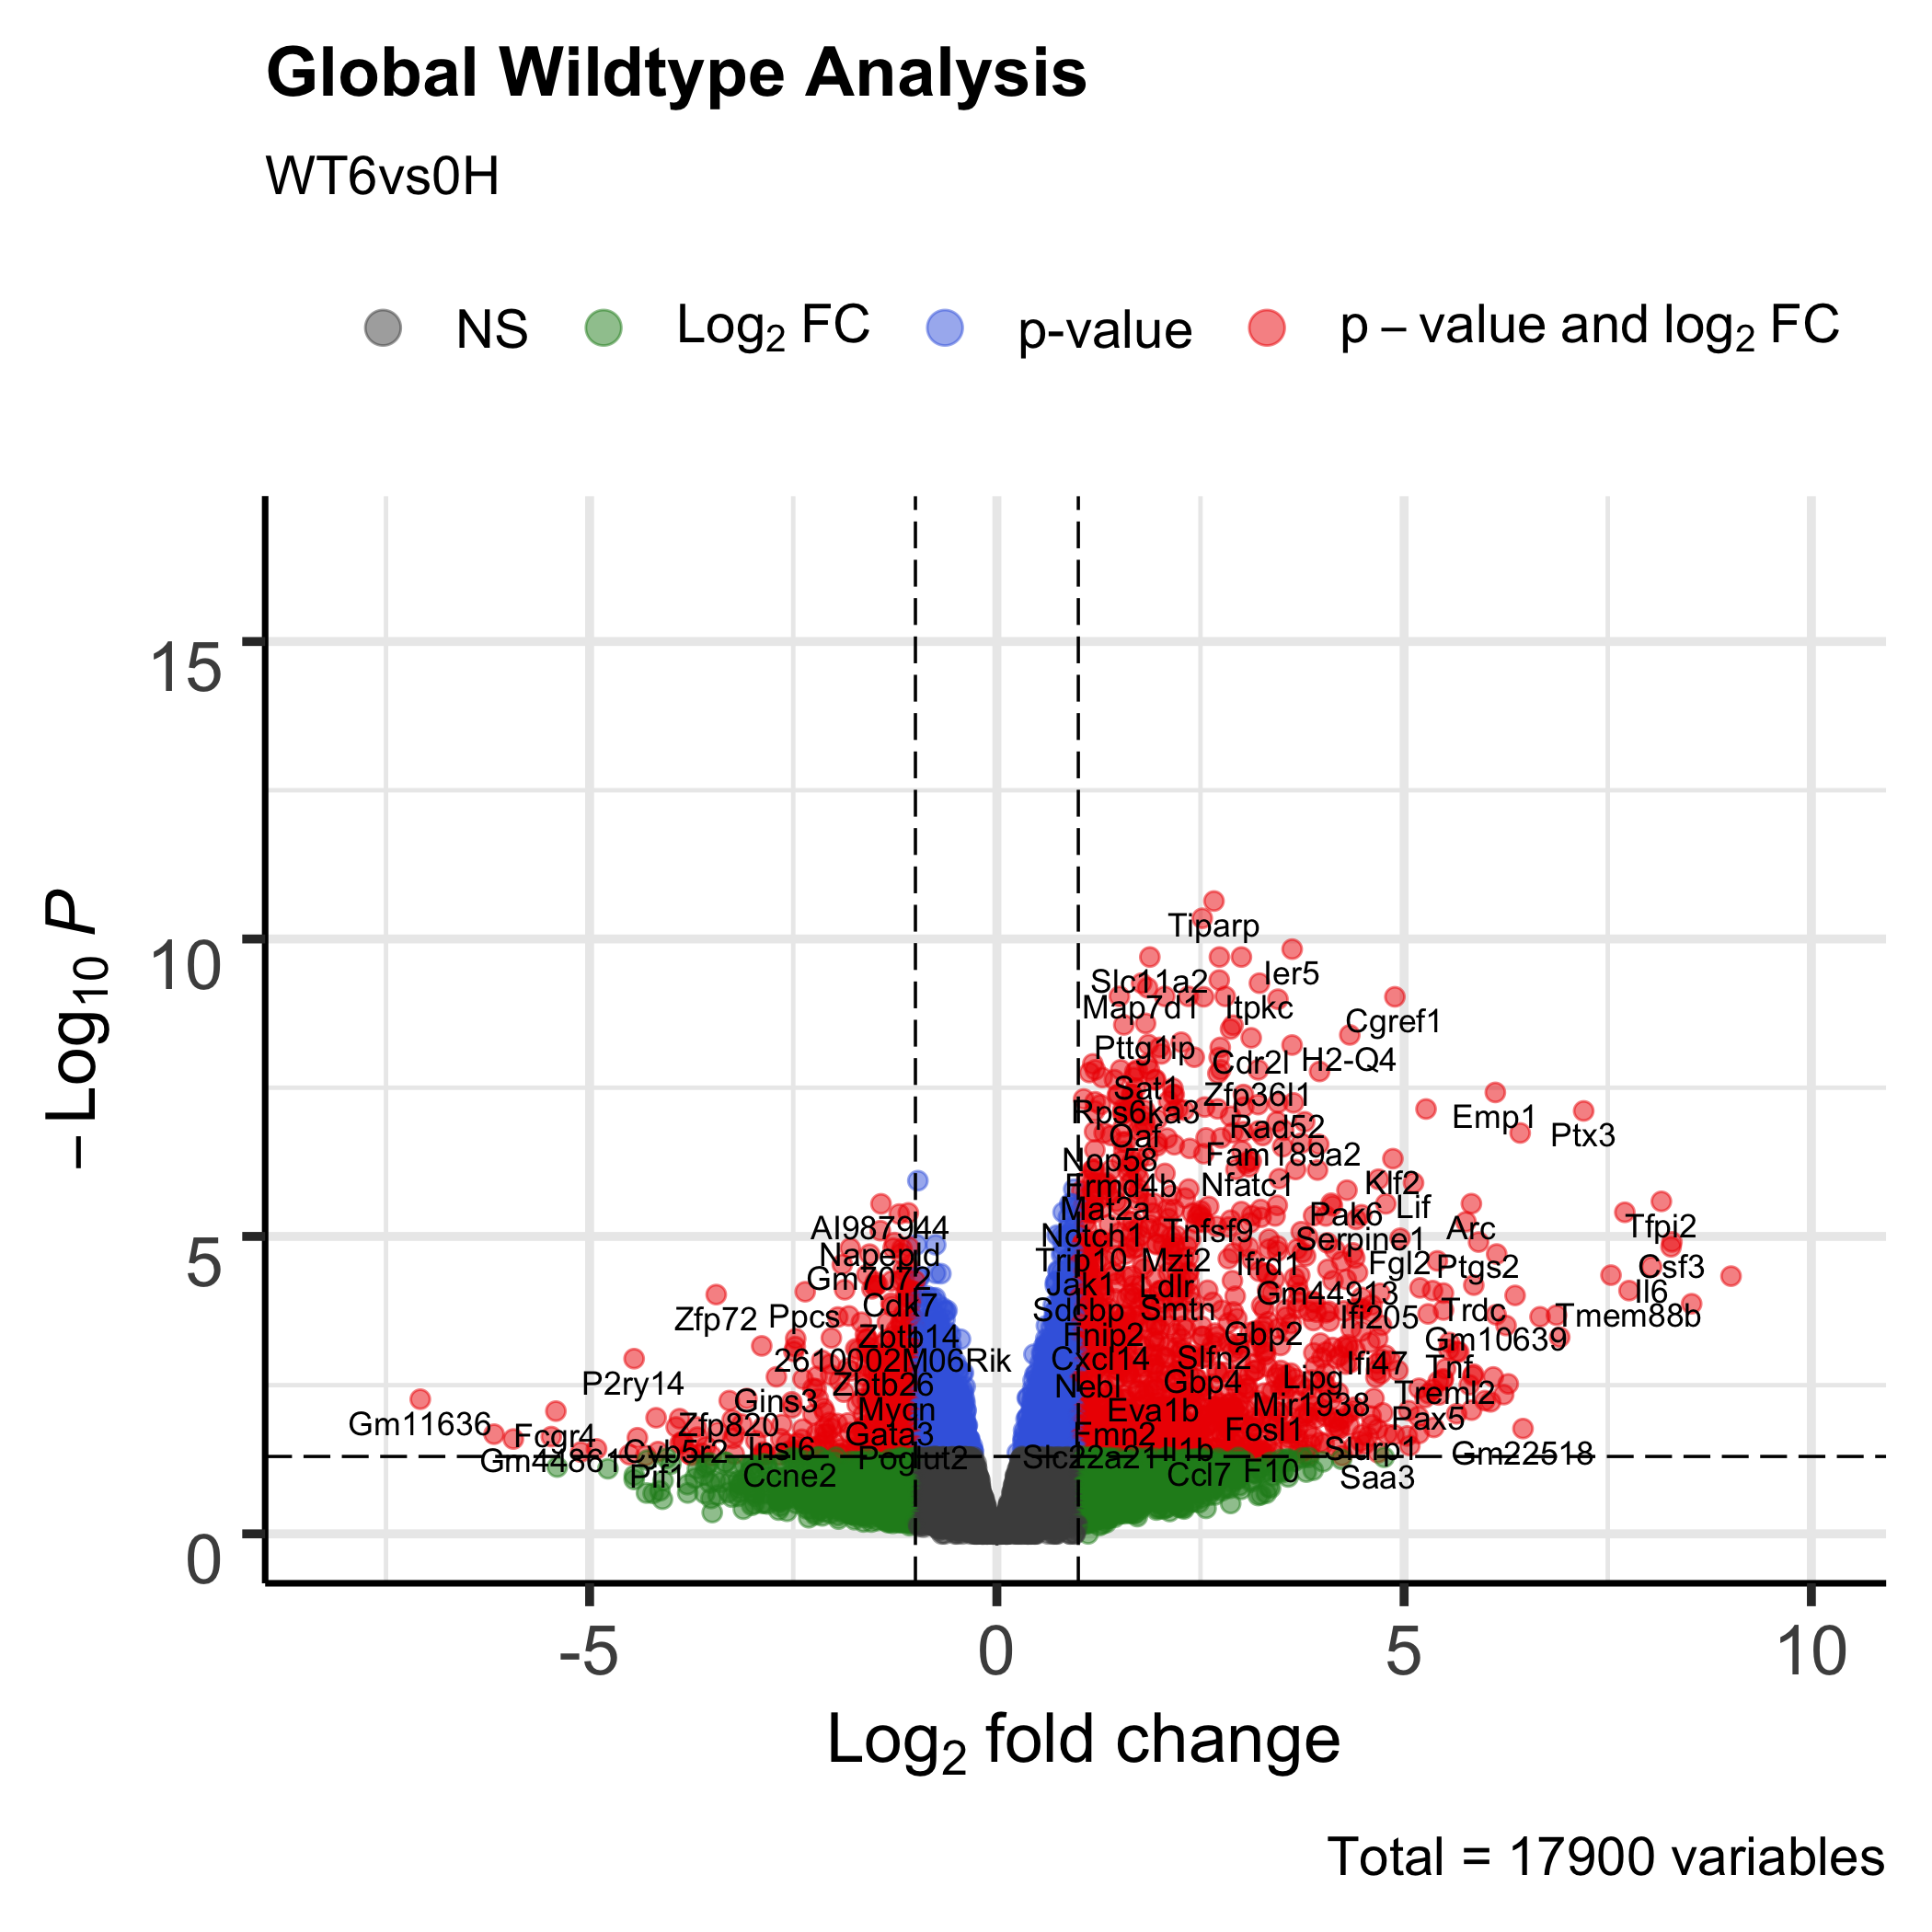 Global Wildtype Analysis
WT6vs0H
NS Log2 FC p-value p – value and log2 FC
–Log10 P
15
10
5
0
Tiparp
Ier5
Slc11a2
Map7d1 Itpkc
Cgref1
Pttg1ip
Cdr2l H2-Q4
Sat1 Zfp36l1
Rps6ka3 Emp1
Oaf Rad52 Ptx3
Nop58 Fam189a2
Frmd4b Nfatc1 Klf2
Mat2a Pak6 Lif
AI987944 Notch1 Tnfsf9 Serpine1 Arc Tfpi2
Napepld Trip10 Mzt2 Ifrd1 Fgl2 Ptgs2 Csf3
Gm7072 Jak1 Ldlr Gm44913 Il6
Zfp72 Ppcs Cdk7 Sdcbp Smtn Ifi205 Trdc Tmem88b
Zbtb14 Fnip2 Gbp2 Gm10639
2610002M06Rik Cxcl14 Slfn2 Ifi47 Tnf
P2ry14 Zbtb26 Nebl Gbp4 Lipg Treml2
Gins3 Mycn Eva1b Mir1938
Gm11636 Fcgr4 Zfp820 Gata3 Fmn2 Fosl1 Pax5
Gm44861 Cyb5r2 Insl6 Poglut2 Slc22a21 Il1b Slurp1 Gm22518
Pif1 Ccne2 Ccl7 F10 Saa3
-5 0 5 10
Log2 fold change
Total = 17900 variables